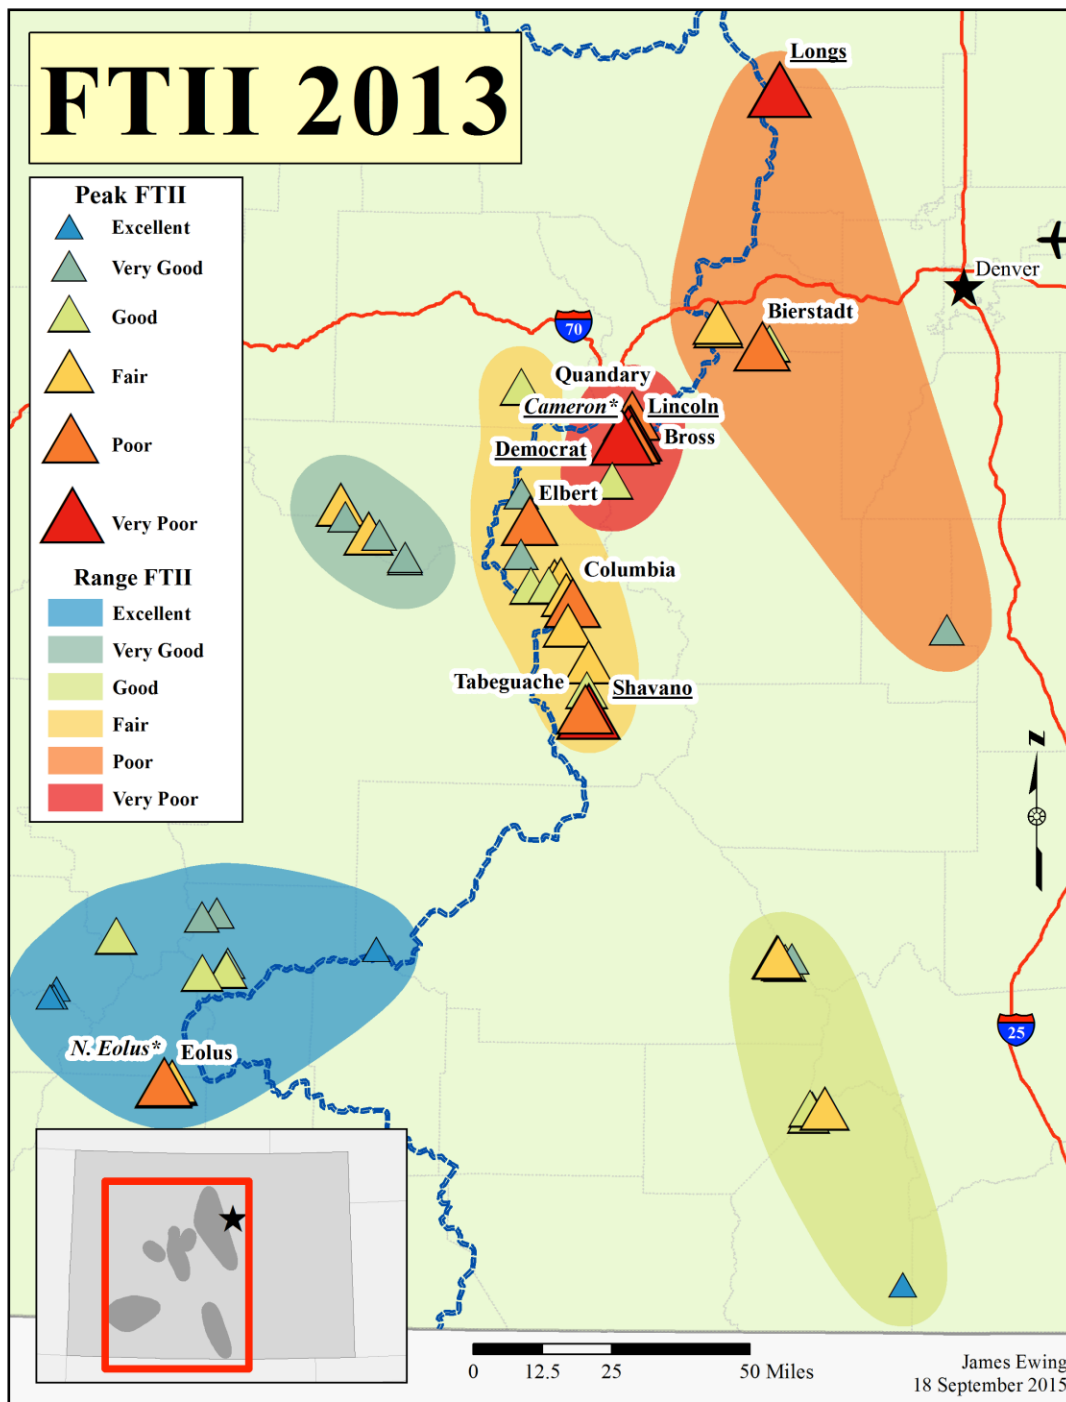 FTII 2013
Peak FTII
Excellent
Very Good
Good
Fair
Poor
Very Poor
Range FTII
Excellent
Very Good
Good
Fair
Poor
Very Poor
Longs
Denver
70
Bierstadt
Quandary
Cameron*
Lincoln
Bross
Democrat
Elbert
Columbia
Tabeguache
Shavano
N
25
N. Eolus*
Eolus
0 12.5 25 50 Miles
James Ewing
18 September 2015